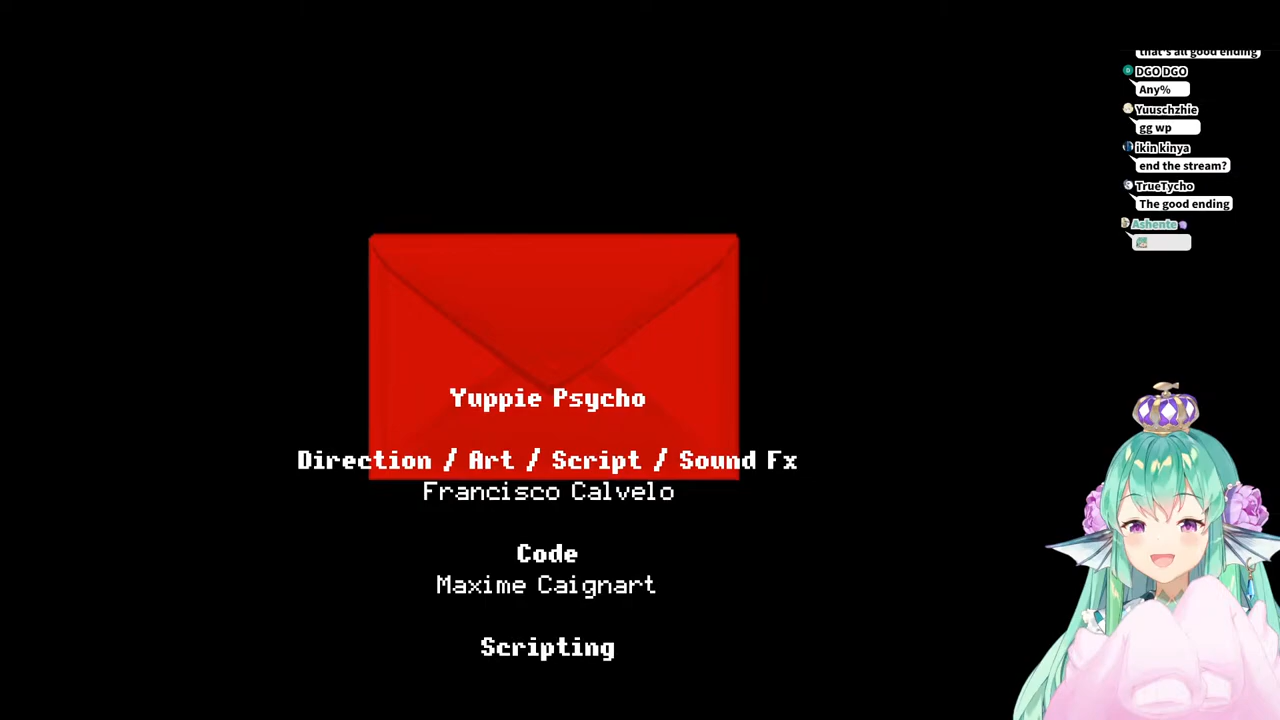 that's all good ending
DGO DGO
Any%
Yuuschzhie
gg wp
ikin kinya
end the stream?
TrueTycho
The good ending
Ashente
Yuppie Psycho
Direction / Art / Script / Sound Fx
Francisco Calvelo
Code
Maxime Caignart
Scripting